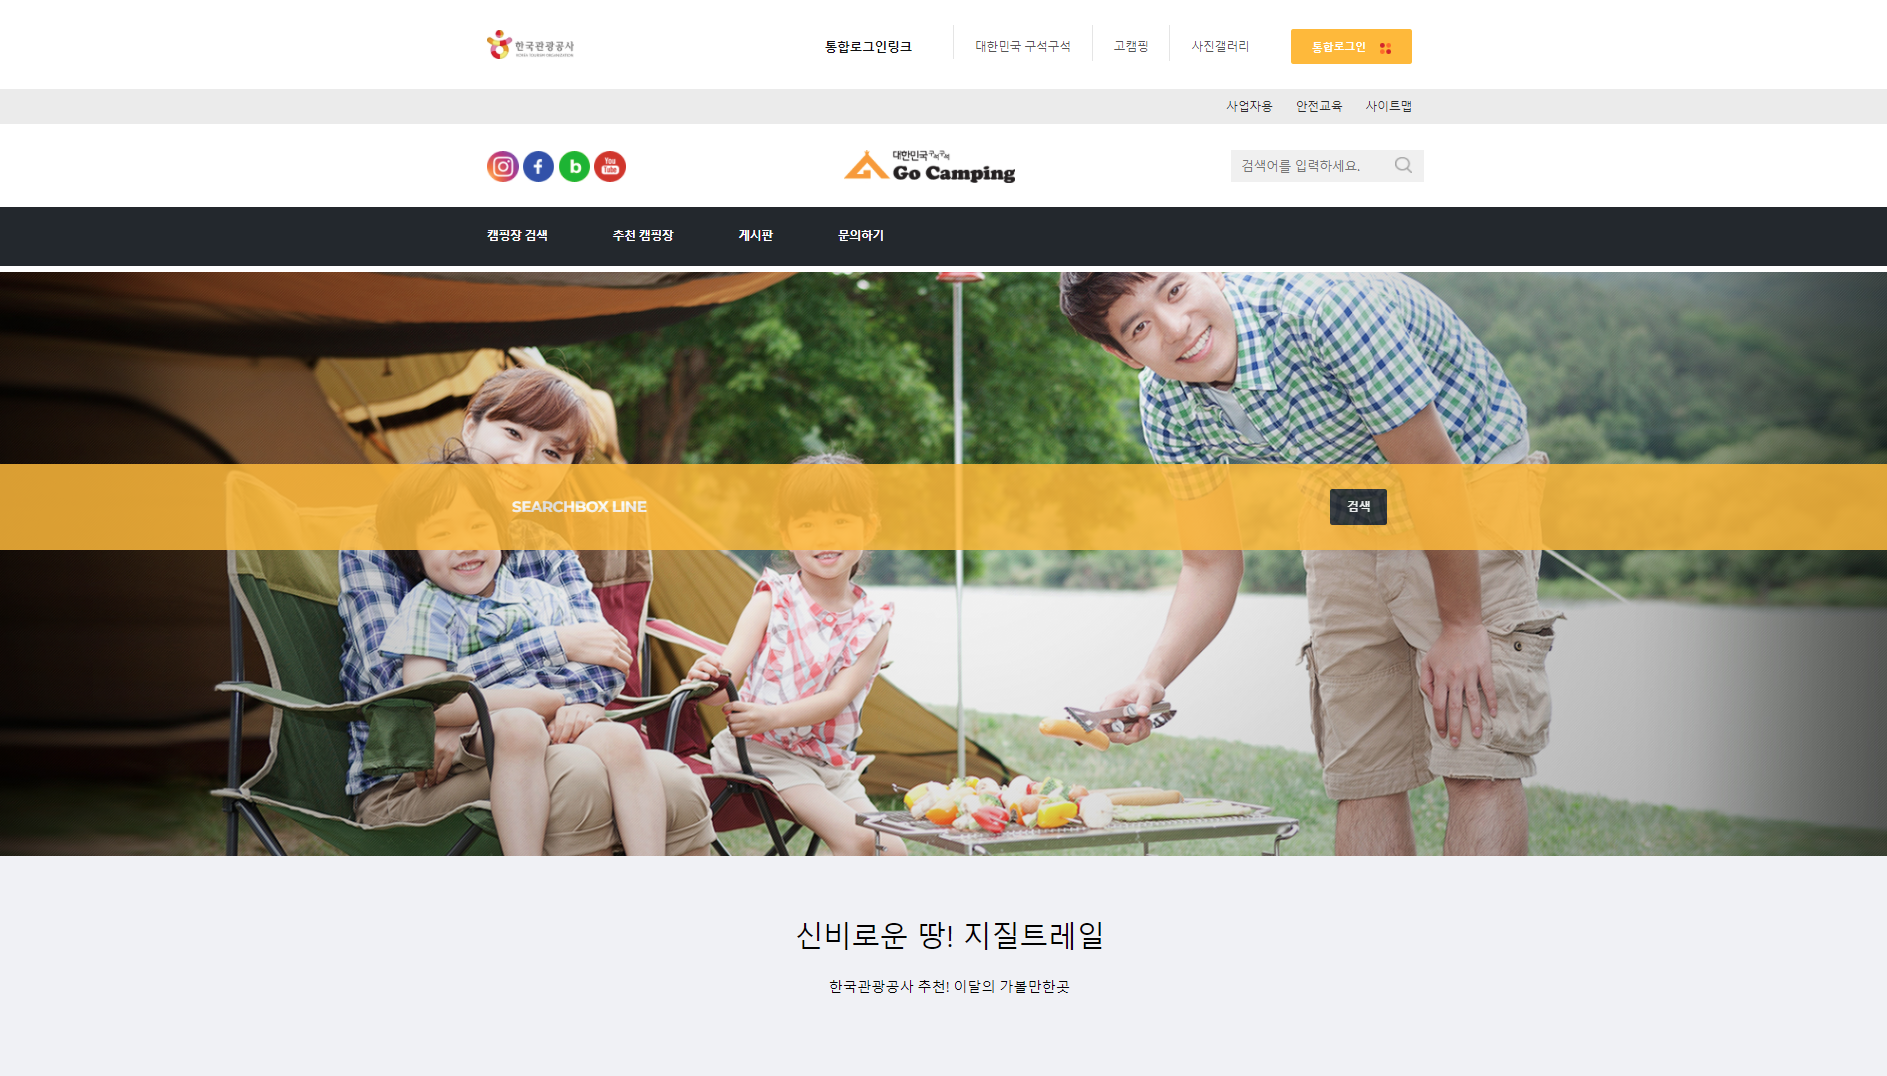 한국관광공사
KOREA TOURISM ORGANIZATION
통합로그인링크
대한민국 구석구석
고캠핑
사진갤러리
통합로그인
사업자용 안전교육 사이트맵
b
You
Tube
대한민국구석구석
Go Camping
검색어를 입력하세요.
캠핑장 검색
추천 캠핑장
게시판
문의하기
SEARCHBOX LINE
검색
신비로운 땅! 지질트레일
한국관광공사 추천! 이달의 가볼만한곳